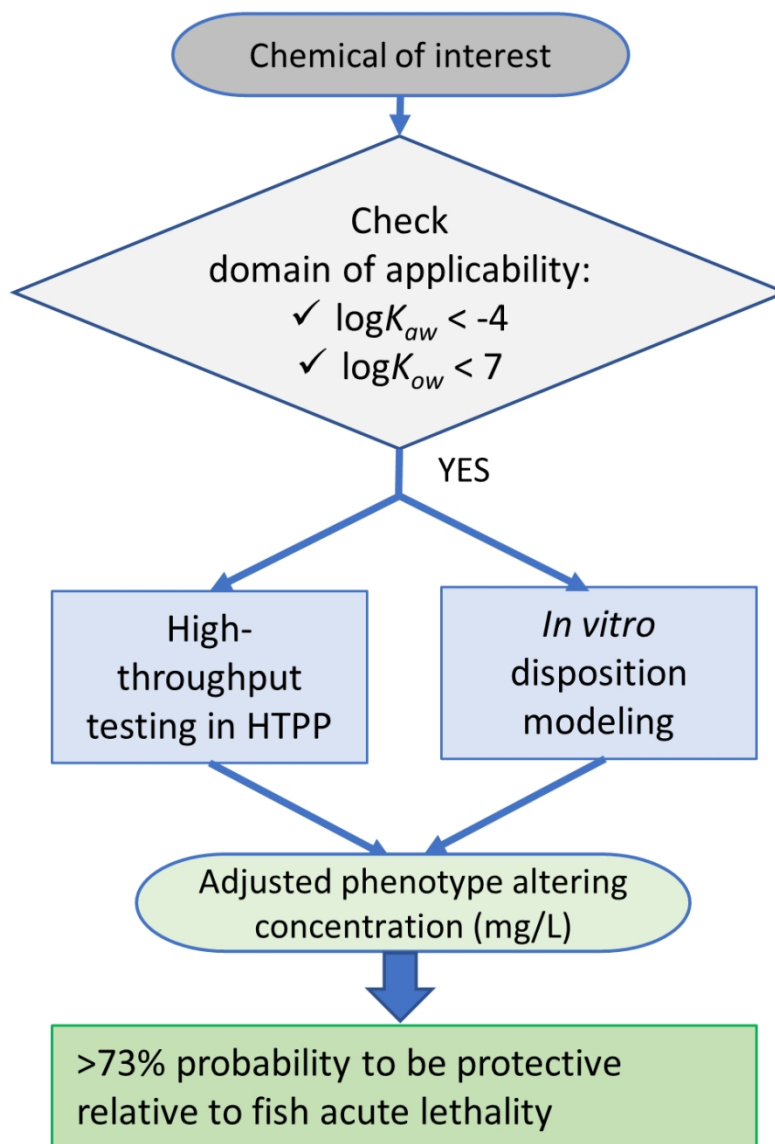 Chemical of interest
Check
domain of applicability:
✓ logKaw < -4
✓ logKow < 7
YES
High-
throughput
testing in HTPP
In vitro
disposition
modeling
Adjusted phenotype altering
concentration (mg/L)
>73% probability to be protective
relative to fish acute lethality